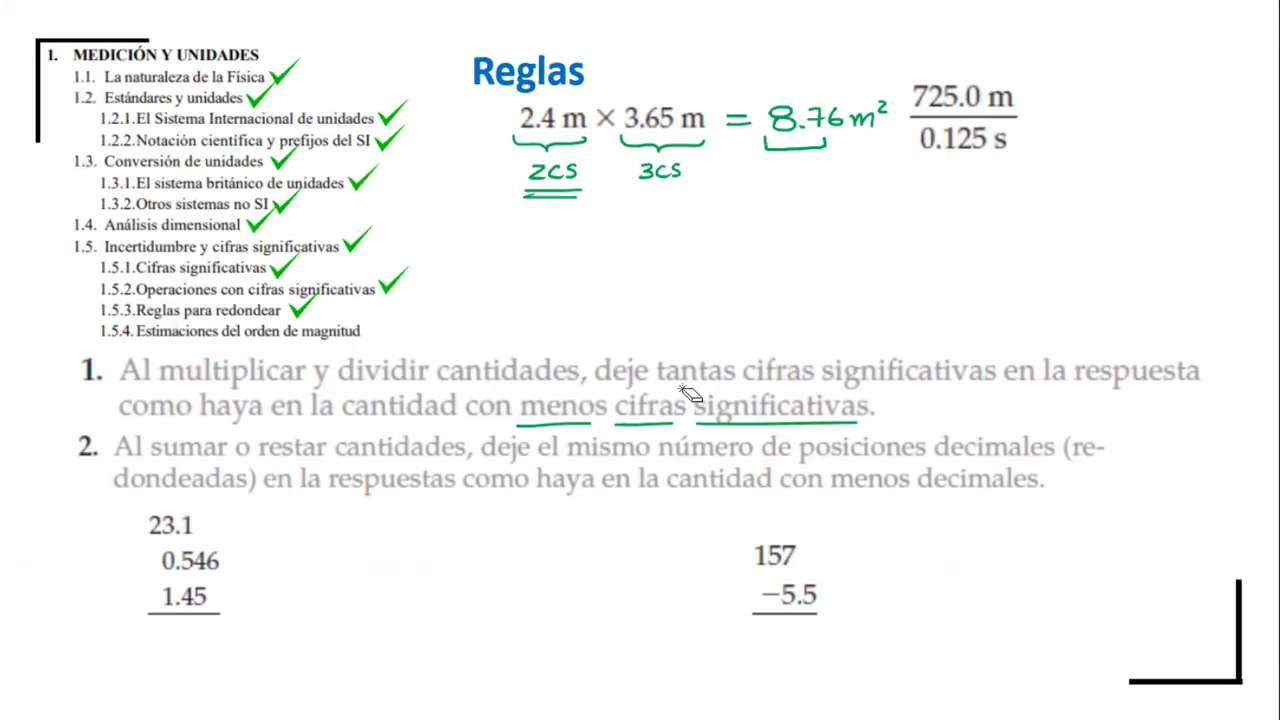 1. MEDICIÓN Y UNIDADES
1.1. La naturaleza de la Física
1.2. Estándares y unidades
1.2.1.El Sistema Internacional de unidades
1.2.2.Notación científica y prefijos del SI
1.3. Conversión de unidades
1.3.1.El sistema británico de unidades
1.3.2.Otros sistemas no SI
1.4. Análisis dimensional
1.5. Incertidumbre y cifras significativas
1.5.1.Cifras significativas
1.5.2.Operaciones con cifras significativas
1.5.3.Reglas para redondear
1.5.4.Estimaciones del orden de magnitud
Reglas
2.4 m × 3.65 m = 8.76 m²
2CS 3CS
725.0 m
0.125 s
1. Al multiplicar y dividir cantidades, deje tantas cifras significativas en la respuesta
como haya en la cantidad con menos cifras significativas.
2. Al sumar o restar cantidades, deje el mismo número de posiciones decimales (re-
dondeadas) en la respuestas como haya en la cantidad con menos decimales.
23.1
0.546
1.45
157
−5.5